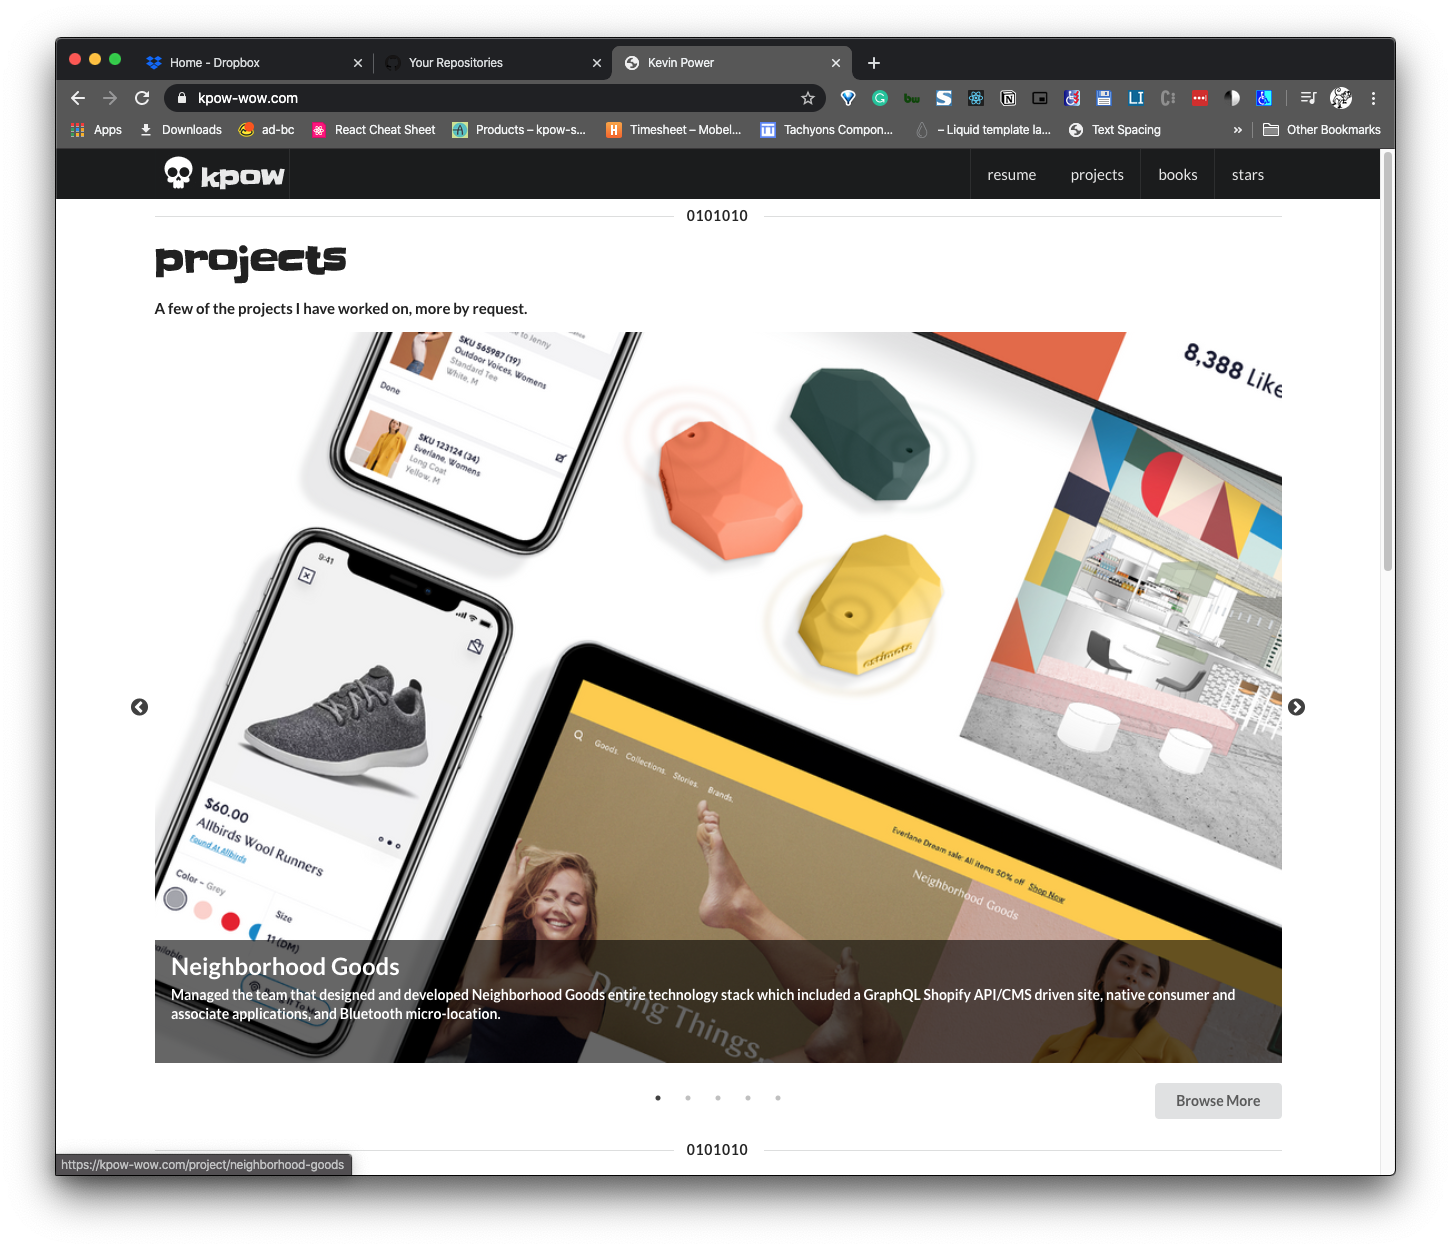 Home - Dropbox
Your Repositories
Kevin Power
kpow-wow.com
Apps
Downloads
ad-bc
React Cheat Sheet
Products – kpow-s...
Timesheet – Mobel...
Tachyons Compon...
– Liquid template la...
Text Spacing
»
Other Bookmarks
kpow
resume
projects
books
stars
0101010
projects
A few of the projects I have worked on, more by request.
SKU 565987 (19)
Outdoor Voices, Womens
Standard Tee
White, M
Done
SKU 123124 (34)
Everlane, Womens
Long Coat
Yellow, M
8,388 Like
estimote
9:41
$60.00
Allbirds Wool Runners
Found At Allbirds
Color – Grey
Size
11 (DM)
Goods.
Collections.
Stories.
Brands.
Everlane Dream sale: All items 50% off Shop Now
Neighborhood Goods
Doing Things,
Neighborhood Goods
Managed the team that designed and developed Neighborhood Goods entire technology stack which included a GraphQL Shopify API/CMS driven site, native consumer and
associate applications, and Bluetooth micro-location.
Browse More
0101010
https://kpow-wow.com/project/neighborhood-goods